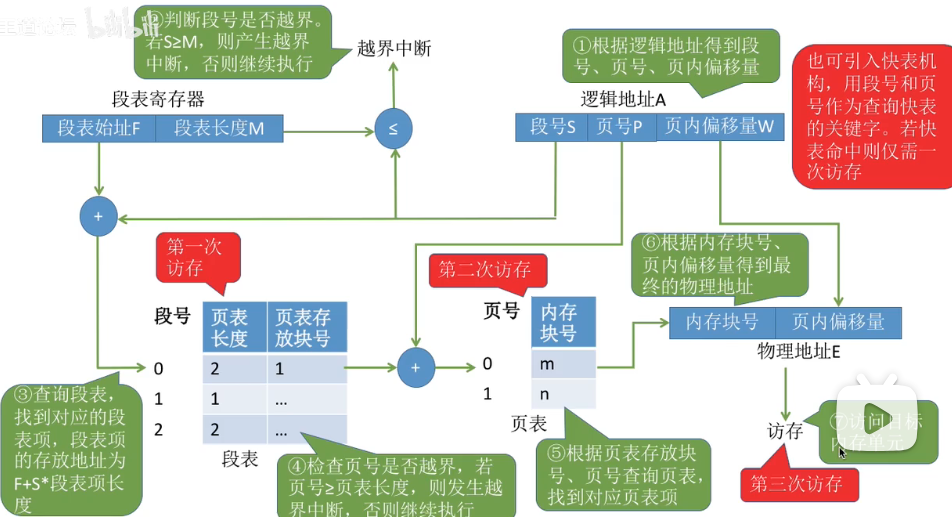 bilibili
②判断段号是否越界。
若S≥M，则产生越界
中断，否则继续执行
越界中断
①根据逻辑地址得到段
号、页号、页内偏移量
也可引入快表机
构，用段号和页
号作为查询快表
的关键字。若快
表命中则仅需一
次访存
段表寄存器
段表始址F 段表长度M
≤
逻辑地址A
段号S 页号P 页内偏移量W
+
第一次
访存
第二次访存
⑥根据内存块号、
页内偏移量得到最
终的物理地址
段号 页表长度 页表存放块号
0 2 1
1 1 …
2 2 …
段表
+
页号 内存块号
0 m
1 n
页表
内存块号 页内偏移量
物理地址E
③查询段表，
找到对应的段
表项，段表项
的存放地址为
F+S*段表项长
度
④检查页号是否越界，若
页号≥页表长度，则发生越
界中断，否则继续执行
⑤根据页表存放块
号、页号查询页表，
找到对应页表项
访存
⑦访问目标
内存单元
第三次访存